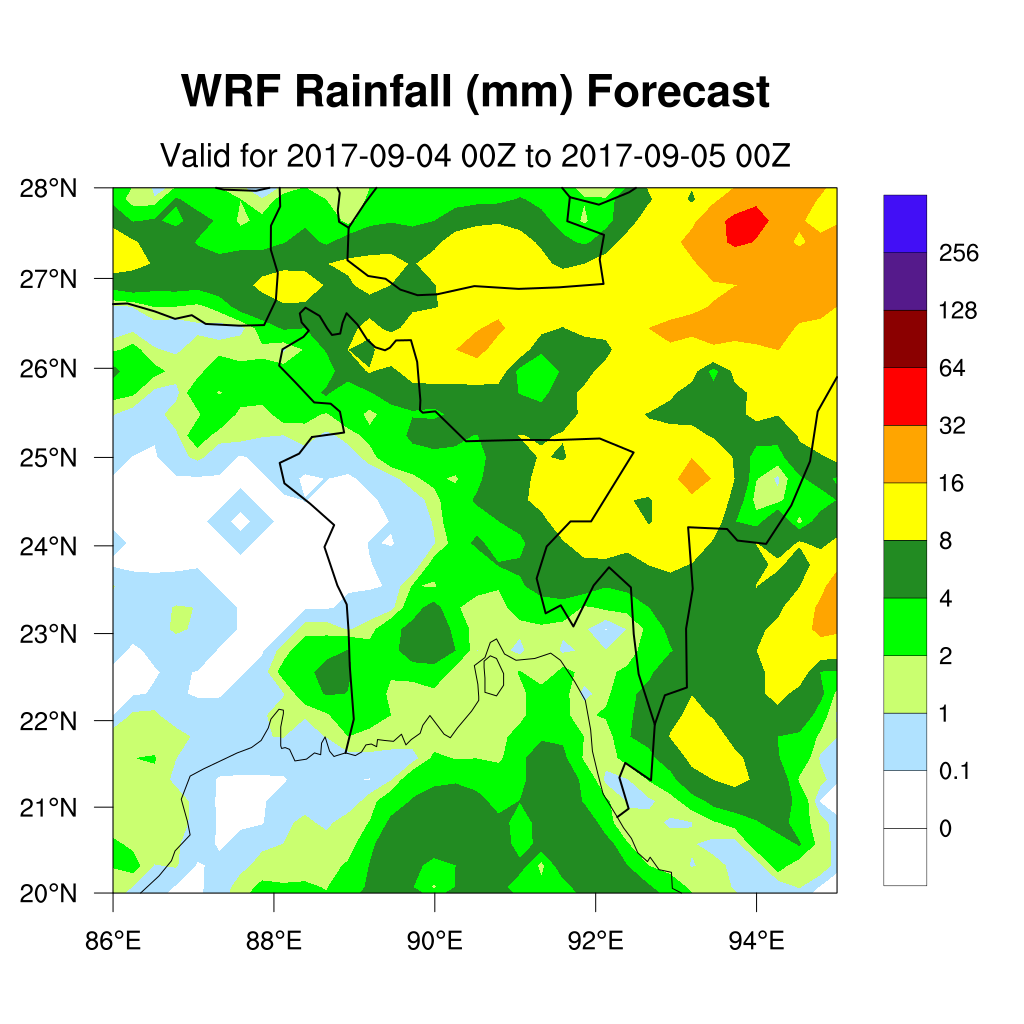 WRF Rainfall (mm) Forecast
Valid for 2017-09-04 00Z to 2017-09-05 00Z
28°N
27°N
26°N
25°N
24°N
23°N
22°N
21°N
20°N
86°E 88°E 90°E 92°E 94°E
256
128
64
32
16
8
4
2
1
0.1
0